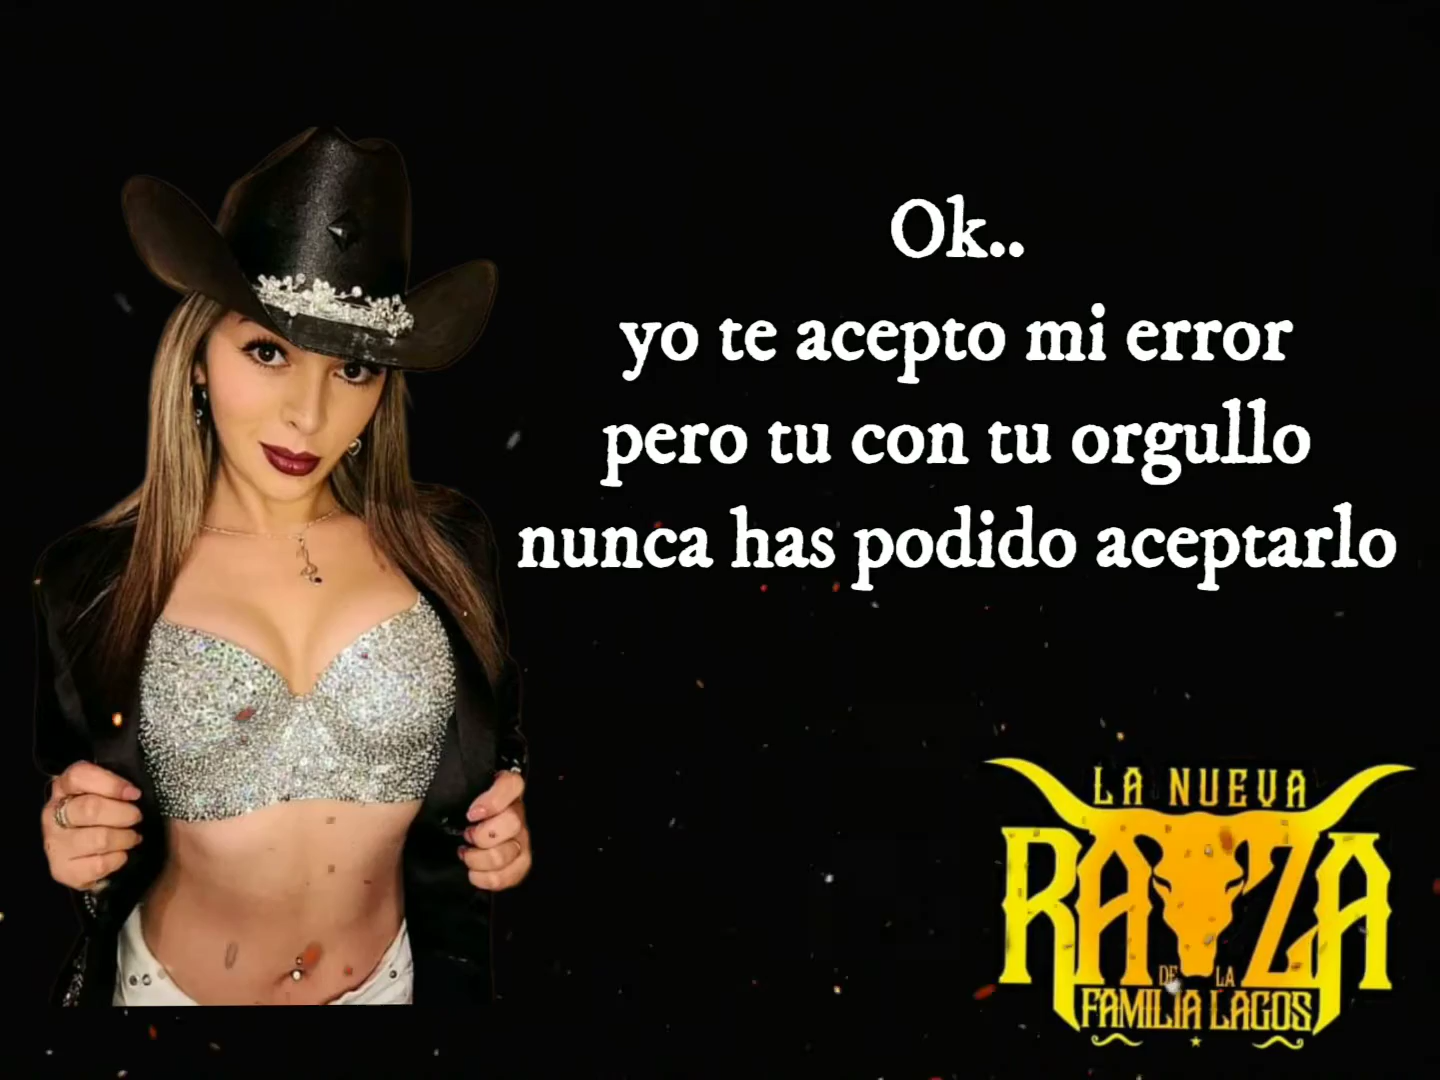 Ok..
yo te acepto mi error
pero tu con tu orgullo
nunca has podido aceptarlo
LA NUEVA
RAZA
DE LA
FAMILIA LAGOS